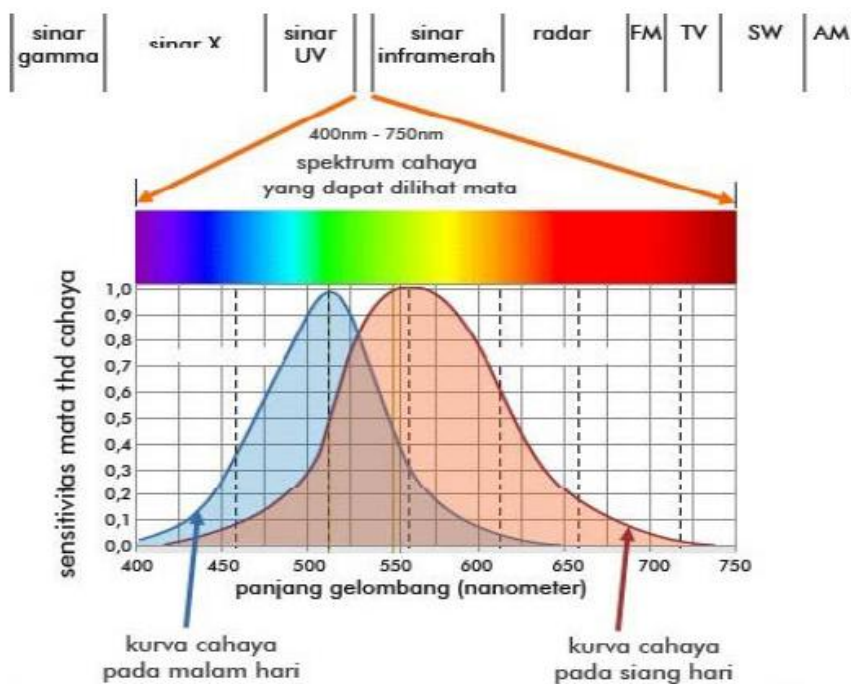 sinar gamma
sinar X
sinar UV
sinar inframerah
radar
FM
TV
SW
AM
400nm - 750nm
spektrum cahaya
yang dapat dilihat mata
sensitivitas mata thd cahaya
1,0
0,9
0,8
0,7
0,6
0,5
0,4
0,3
0,2
0,1
0,0
400 450 500 550 600 650 700 750
panjang gelombang (nanometer)
kurva cahaya
pada malam hari
kurva cahaya
pada siang hari